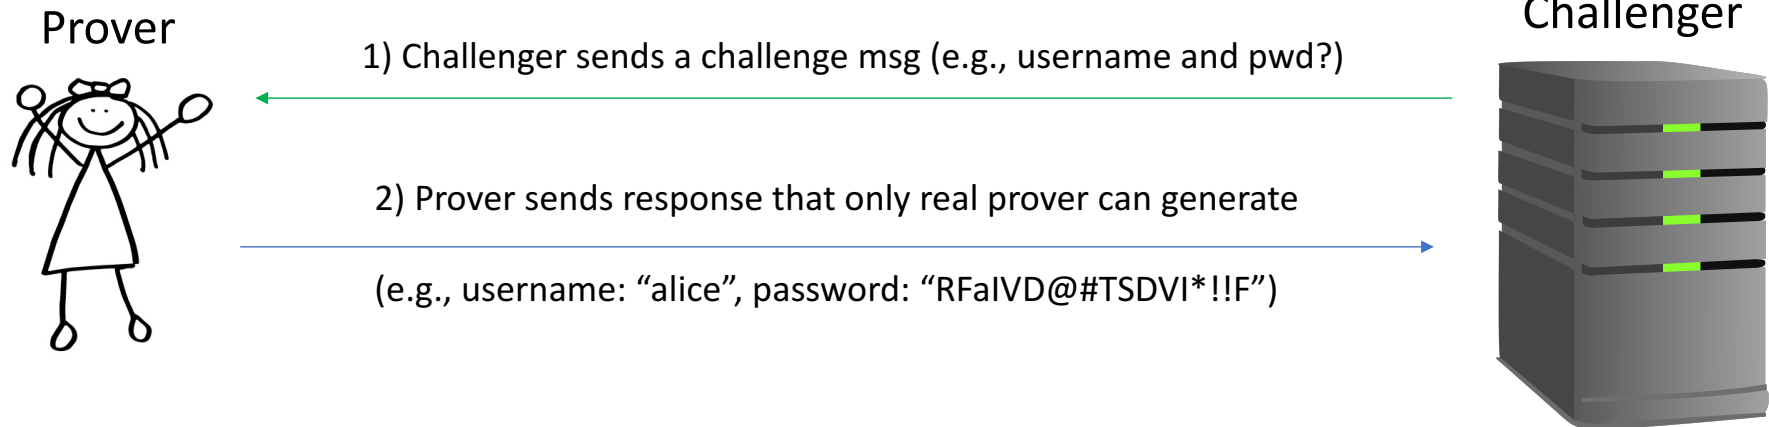 Prover
Challenger
1) Challenger sends a challenge msg (e.g., username and pwd?)
2) Prover sends response that only real prover can generate
(e.g., username: “alice”, password: “RFaIVD@#TSDVI*!!F”)